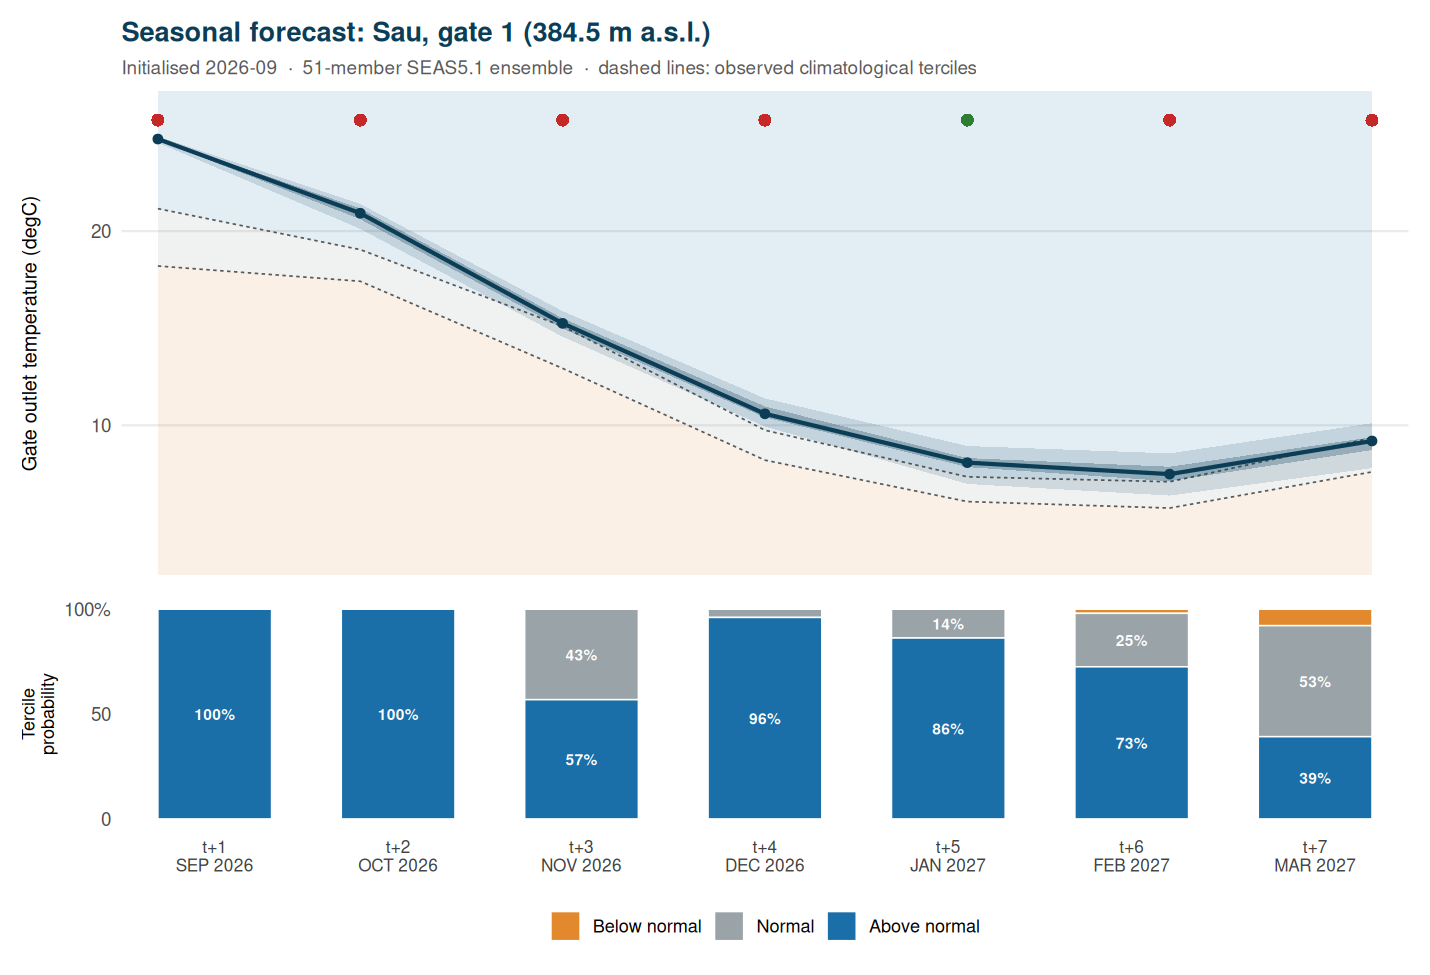 Seasonal forecast: Sau, gate 1 (384.5 m a.s.l.)
Initialised 2026-09 · 51-member SEAS5.1 ensemble · dashed lines: observed climatological terciles
Gate outlet temperature (degC)
20
10
Tercile
probability
100%
50
0
100%
100%
43%
57%
96%
14%
86%
25%
73%
53%
39%
t+1
SEP 2026
t+2
OCT 2026
t+3
NOV 2026
t+4
DEC 2026
t+5
JAN 2027
t+6
FEB 2027
t+7
MAR 2027
Below normal
Normal
Above normal